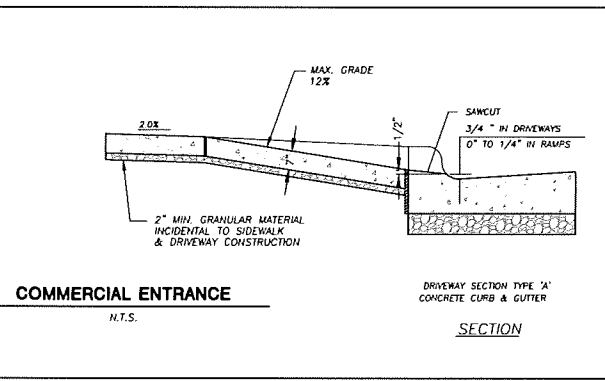 MAX. GRADE
12%
2.0%
1/2"
SAWCUT
3/4 " IN DRIVEWAYS
0" TO 1/4" IN RAMPS
7"
2" MIN. GRANULAR MATERIAL
INCIDENTAL TO SIDEWALK
& DRIVEWAY CONSTRUCTION
COMMERCIAL ENTRANCE
N.T.S.
DRIVEWAY SECTION TYPE 'A'
CONCRETE CURB & GUTTER
SECTION